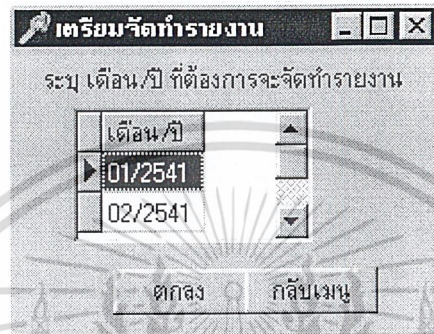 เตรียมจัดทำรายงาน
ระบุ เดือน/ปี ที่ต้องการจะจัดทำรายงาน
เดือน/ปี
01/2541
02/2541
ตกลง กลับเมนู